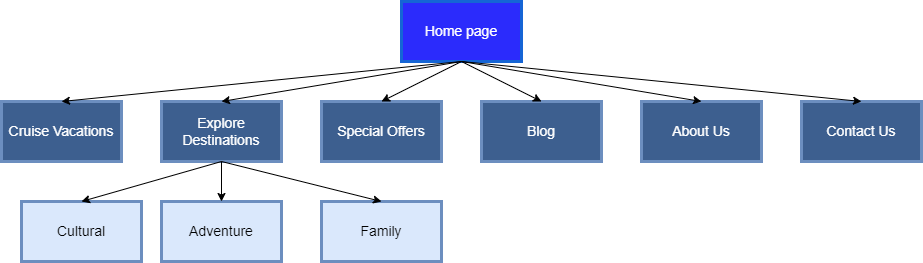 Home page
Cruise Vacations
Explore
Destinations
Special Offers
Blog
About Us
Contact Us
Cultural
Adventure
Family